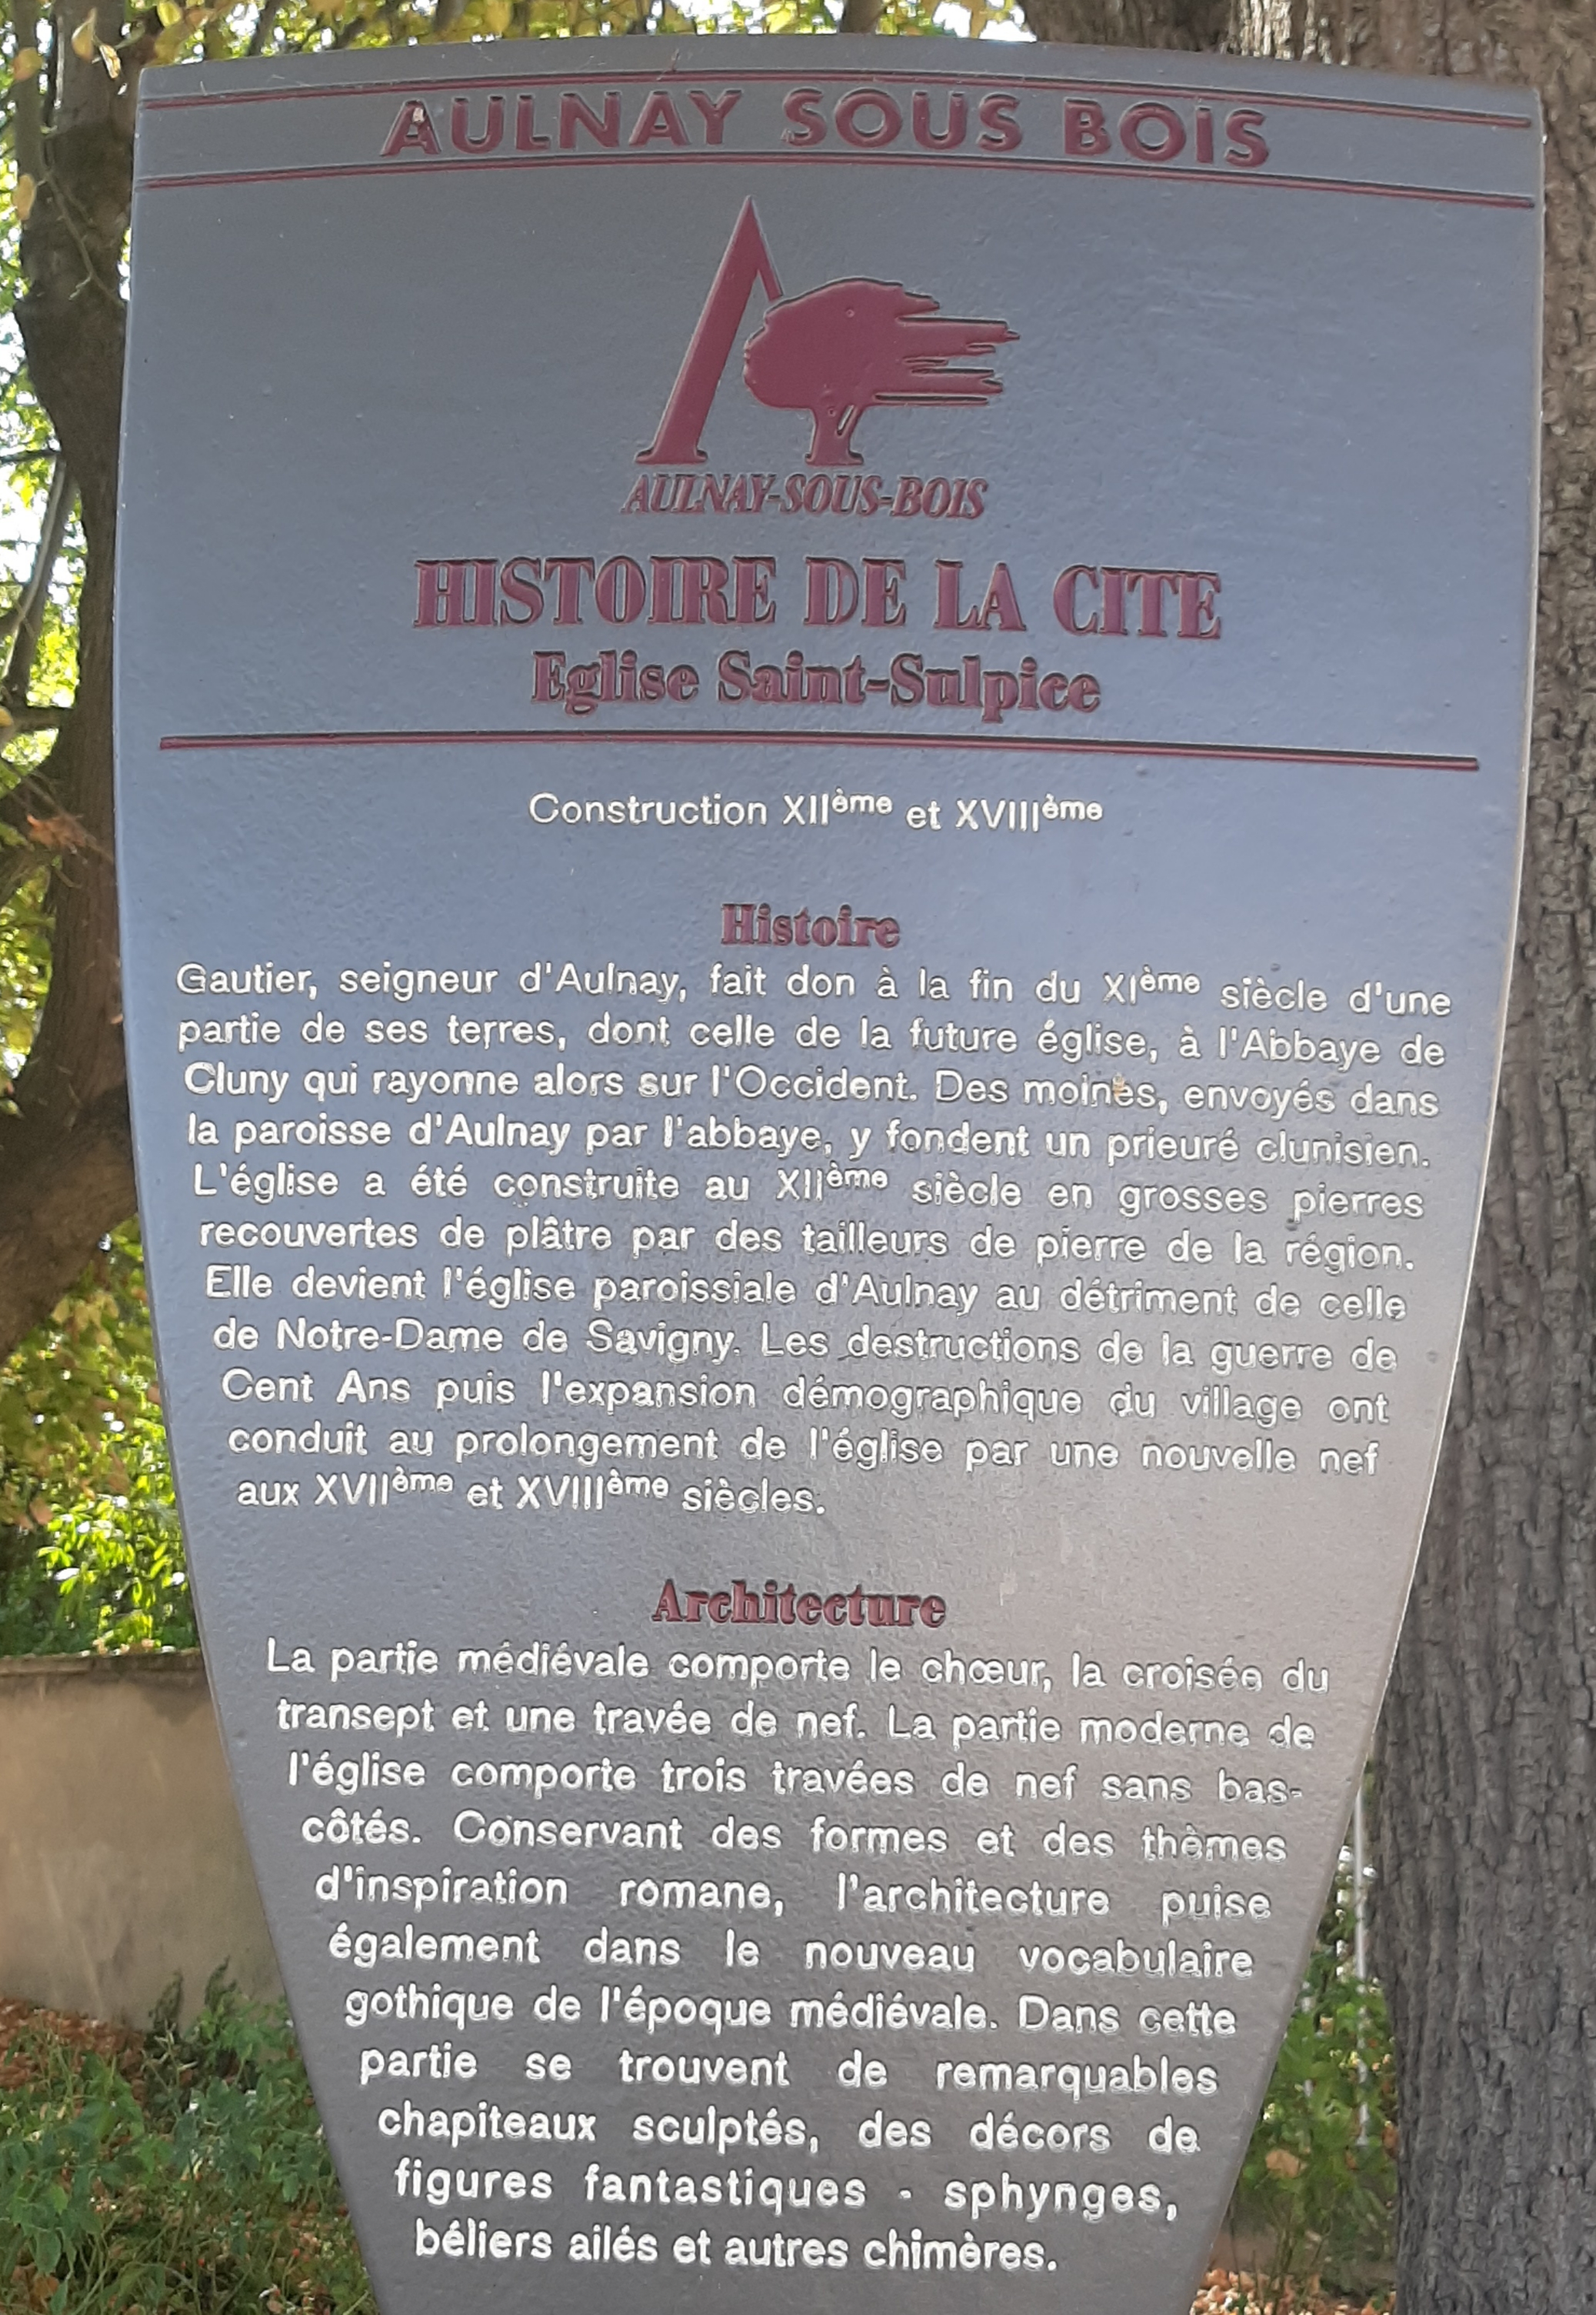 AULNAY SOUS BOIS
AULNAY-SOUS-BOIS
HISTOIRE DE LA CITE
Eglise Saint-Sulpice
Construction XIIème et XVIIIème
Histoire
Gautier, seigneur d'Aulnay, fait don à la fin du XIème siècle d'une
partie de ses terres, dont celle de la future église, à l'Abbaye de
Cluny qui rayonne alors sur l'Occident. Des moines, envoyés dans
la paroisse d'Aulnay par l'abbaye, y fondent un prieuré clunisien.
L'église a été construite au XIIème siècle en grosses pierres
recouvertes de plâtre par des tailleurs de pierre de la région.
Elle devient l'église paroissiale d'Aulnay au détriment de celle
de Notre-Dame de Savigny. Les destructions de la guerre de
Cent Ans puis l'expansion démographique du village ont
conduit au prolongement de l'église par une nouvelle nef
aux XVIIème et XVIIIème siècles.
Architecture
La partie médiévale comporte le chœur, la croisée du
transept et une travée de nef. La partie moderne de
l'église comporte trois travées de nef sans bas-
côtés. Conservant des formes et des thèmes
d'inspiration romane, l'architecture puise
également dans le nouveau vocabulaire
gothique de l'époque médiévale. Dans cette
partie se trouvent de remarquables
chapiteaux sculptés, des décors de
figures fantastiques - sphynges,
béliers ailés et autres chimères.